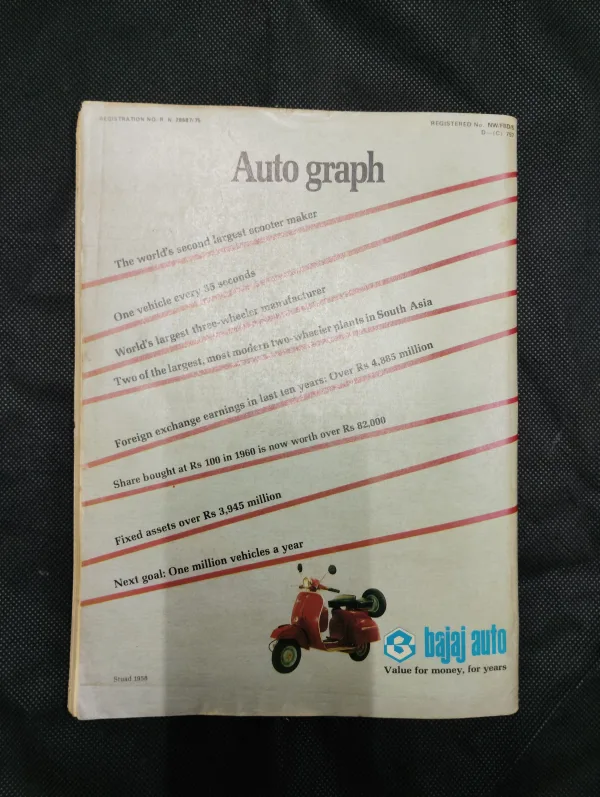 REGISTRATION NO. R. N.
REGISTERED No.
Auto graph
The world's second largest scooter maker
One vehicle every 35 seconds
World's largest three-wheeler manufacturer
Two of the largest, most modern two-wheeler plants in South Asia
Foreign exchange earnings in last ten years: Over Rs 4,885 million
Share bought at Rs 100 in 1960 is now worth over Rs 82,000
Fixed assets over Rs 3,945 million
Next goal: One million vehicles a year
bajaj auto
Value for money, for years